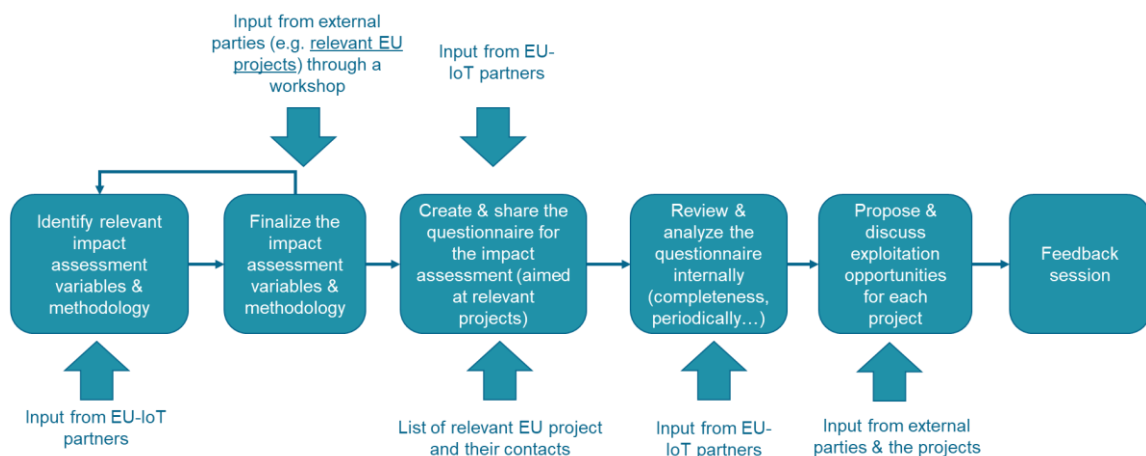 Input from external
parties (e.g. relevant EU
projects) through a
workshop
Input from EU-
IoT partners
Identify relevant
impact
assessment
variables &
methodology
Finalize the
impact
assessment
variables &
methodology
Create & share the
questionnaire for
the impact
assessment (aimed
at relevant
projects)
Review &
analyze the
questionnaire
internally
(completeness,
periodically…)
Propose &
discuss
exploitation
opportunities
for each
project
Feedback
session
Input from EU-IoT
partners
List of relevant EU project
and their contacts
Input from EU-
IoT partners
Input from external
parties & the projects